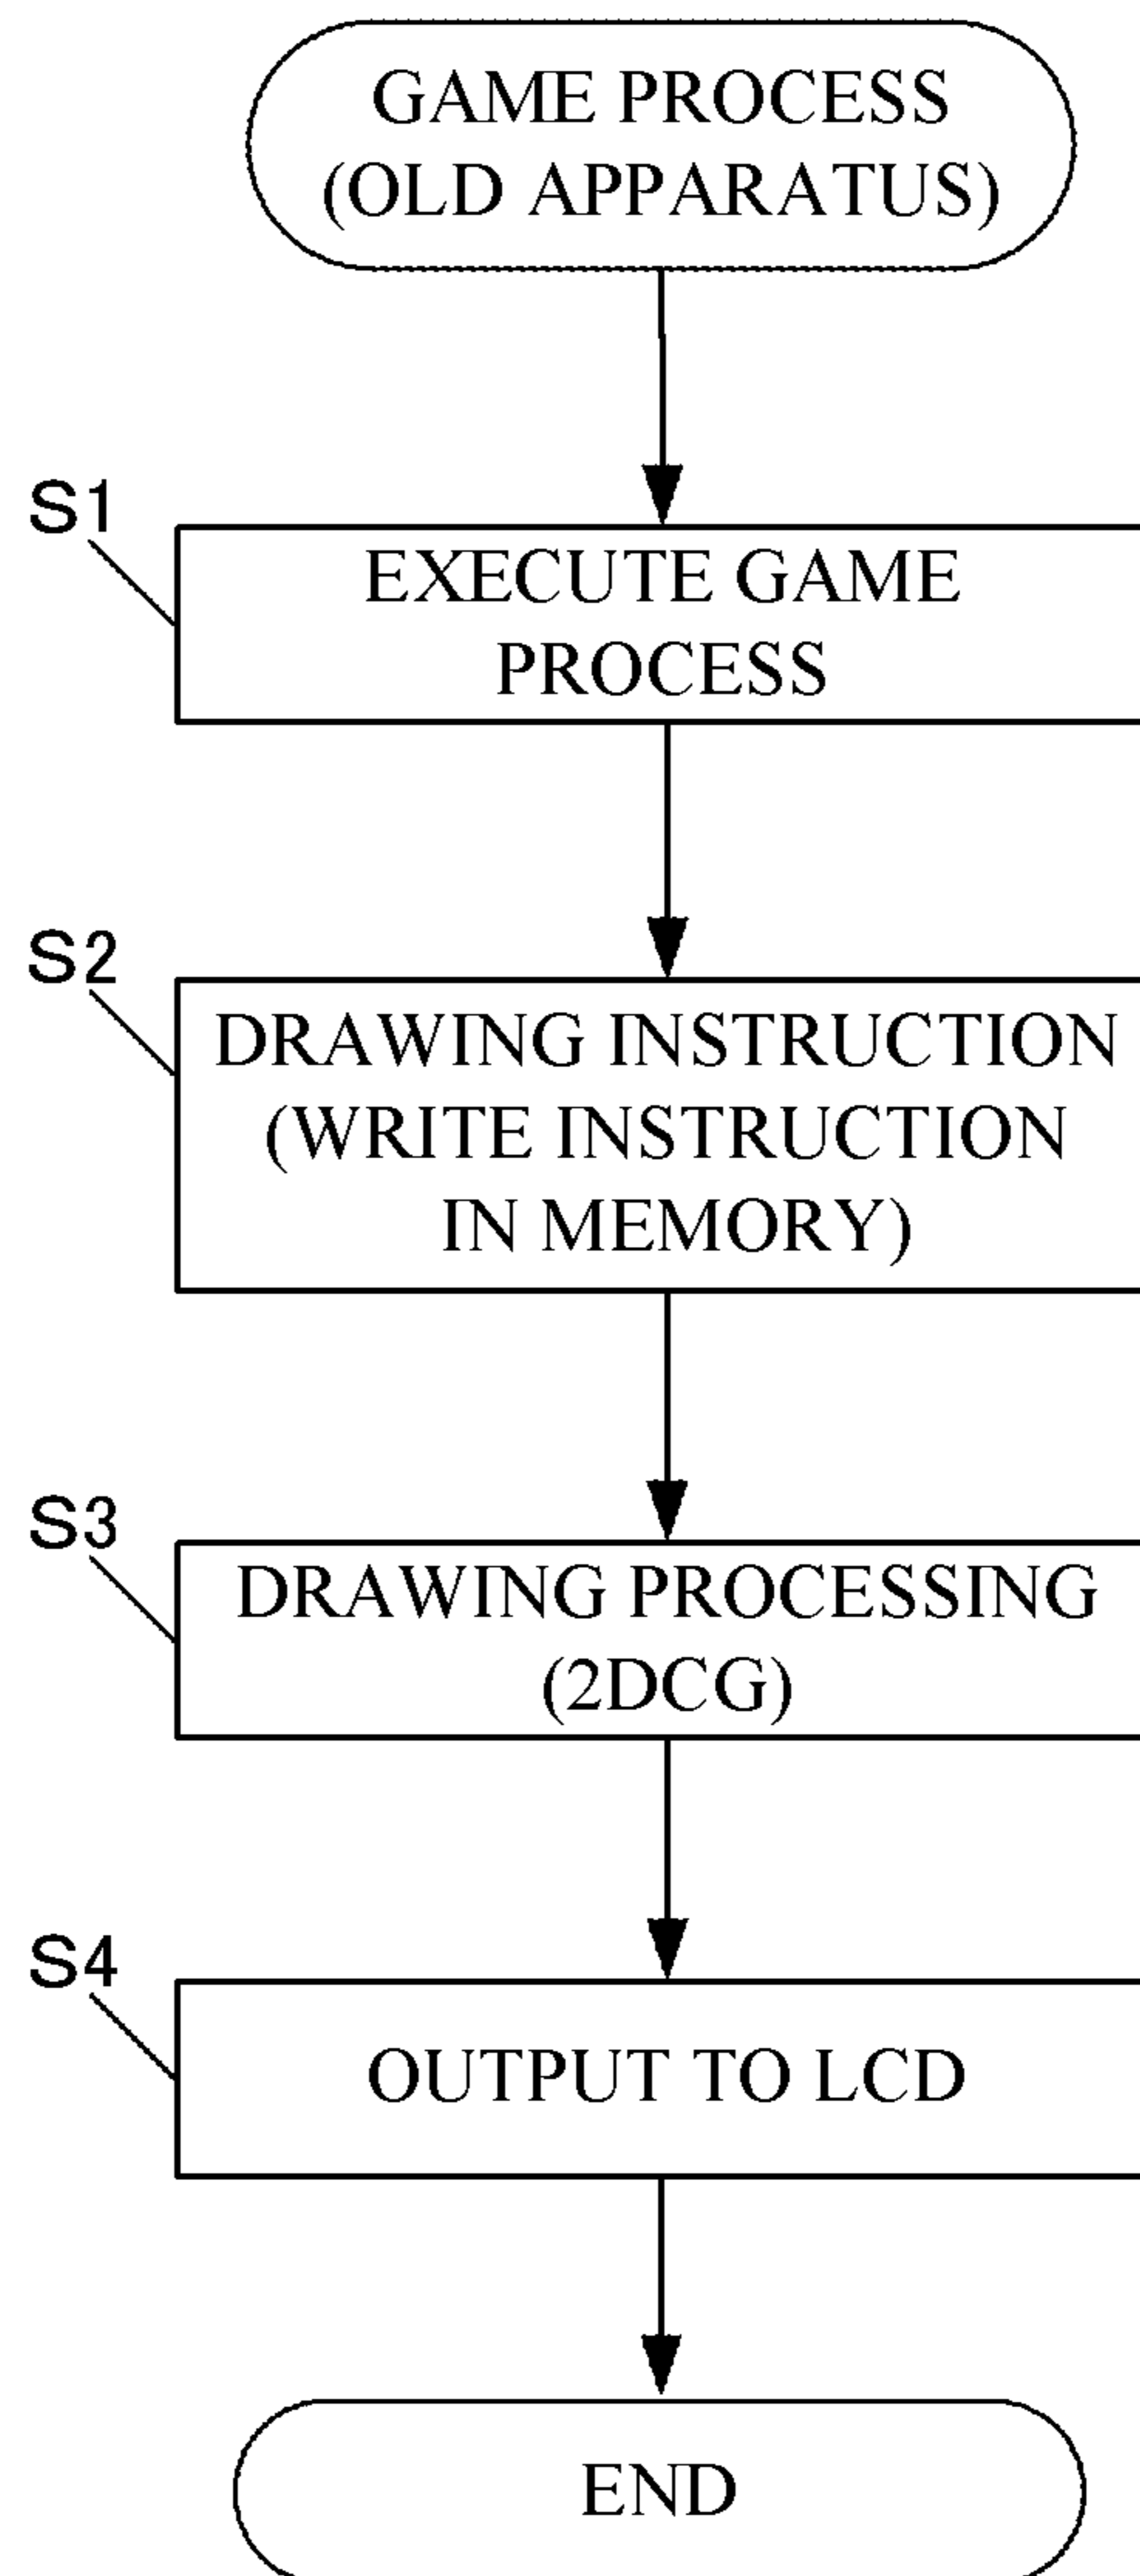 GAME PROCESS
(OLD APPARATUS)
S1
EXECUTE GAME
PROCESS
S2
DRAWING INSTRUCTION
(WRITE INSTRUCTION
IN MEMORY)
S3
DRAWING PROCESSING
(2DCG)
S4
OUTPUT TO LCD
END